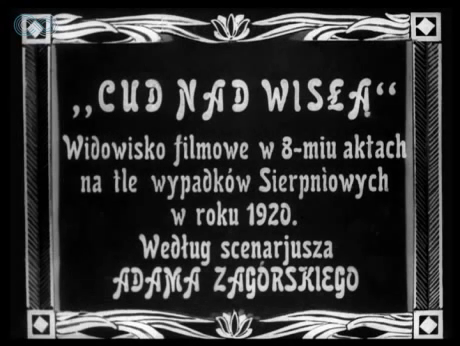 „CUD NAD WISŁĄ“
Widowisko filmowe w 8-miu aktach
na tle wypadków Sierpniowych
w roku 1920.
Według scenarjusza
ADAMA ZAGÓRSKIEGO